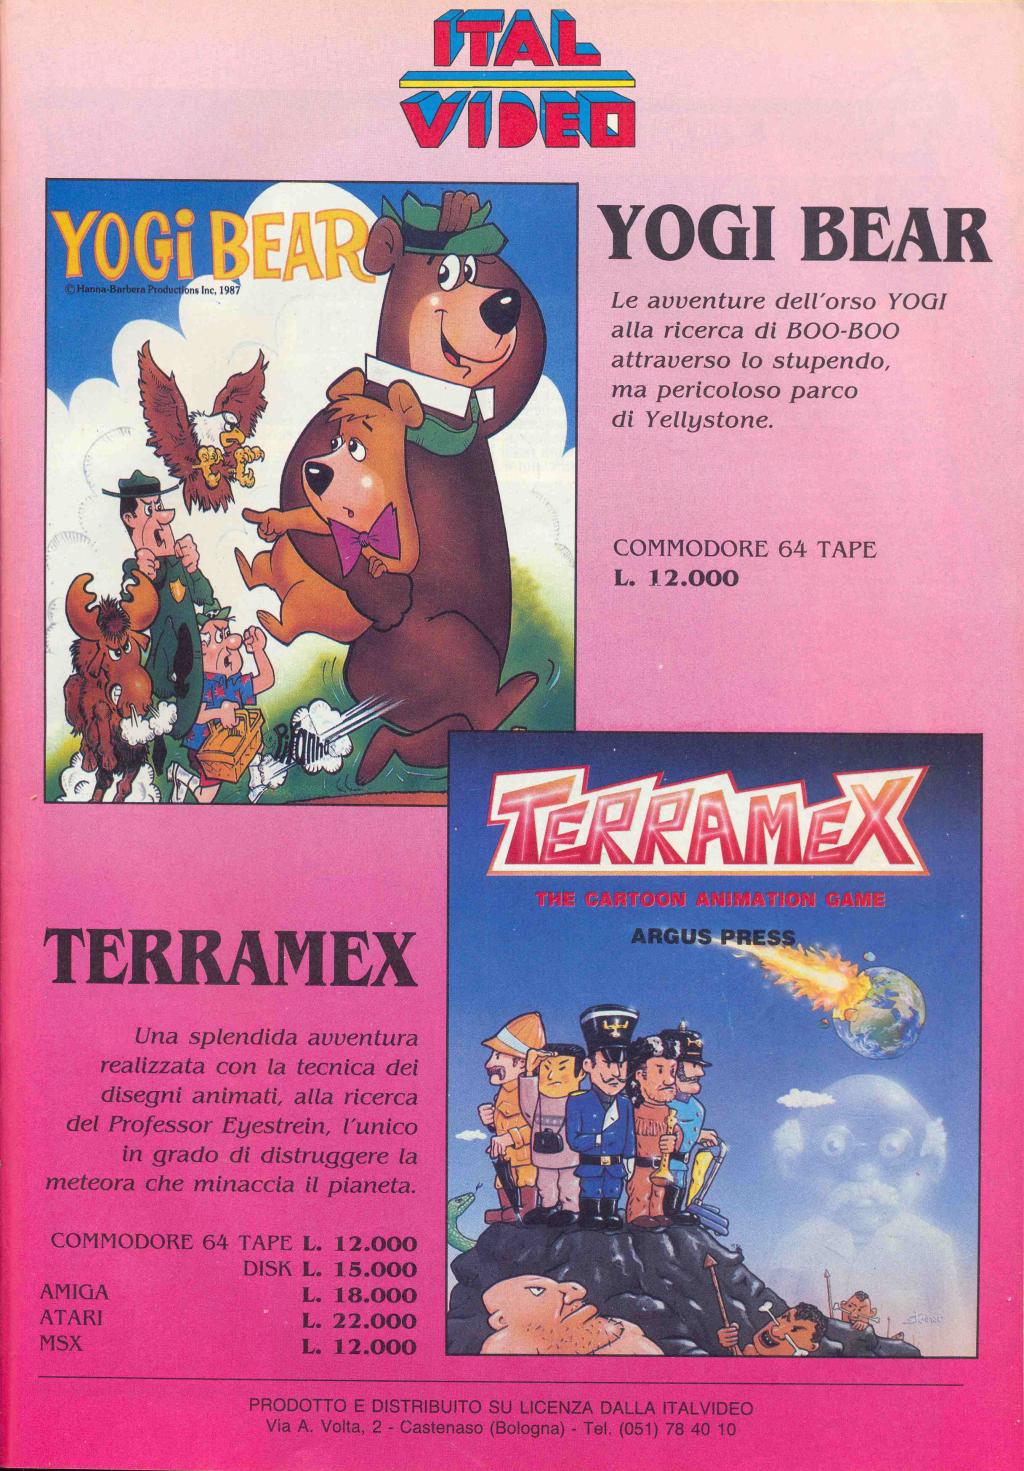 ITAL
VIDEO
YOGI BEAR
© Hanna-Barbera Productions Inc, 1987
Piranha
YOGI BEAR
Le avventure dell'orso YOGI
alla ricerca di BOO-BOO
attraverso lo stupendo,
ma pericoloso parco
di Yellystone.
COMMODORE 64 TAPE
L. 12.000
TERRAMEX
THE CARTOON ANIMATION GAME
ARGUS PRESS
TERRAMEX
Una splendida avventura
realizzata con la tecnica dei
disegni animati, alla ricerca
del Professor Eyestrein, l'unico
in grado di distruggere la
meteora che minaccia il pianeta.
COMMODORE 64 TAPE L. 12.000
DISK L. 15.000
AMIGA L. 18.000
ATARI L. 22.000
MSX L. 12.000
PRODOTTO E DISTRIBUITO SU LICENZA DALLA ITALVIDEO
Via A. Volta, 2 - Castenaso (Bologna) - Tel. (051) 78 40 10